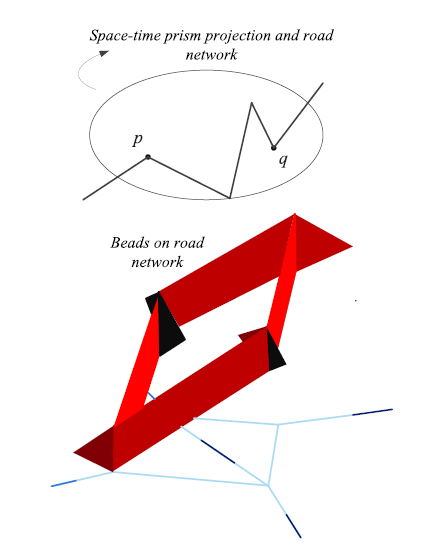 Space-time prism projection and road
network
p
q
Beads on road
network